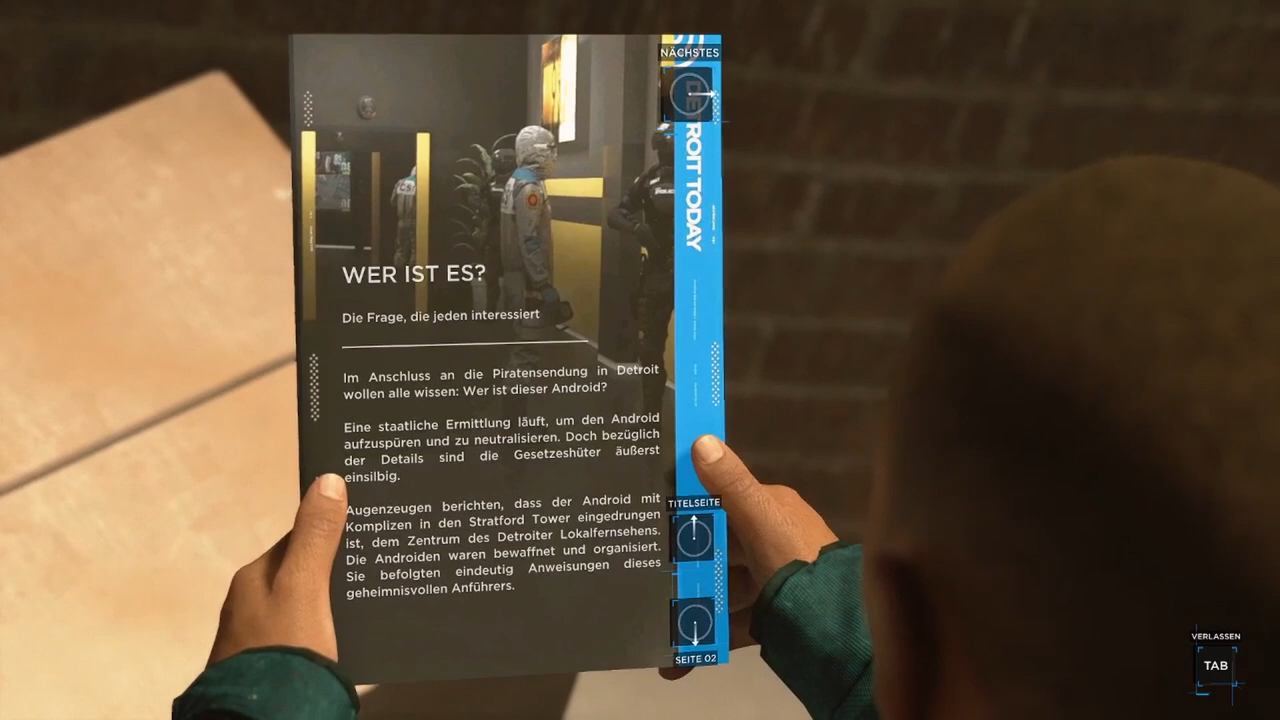 NÄCHSTES
DETROIT TODAY
WER IST ES?
Die Frage, die jeden interessiert
Im Anschluss an die Piratensendung in Detroit
wollen alle wissen: Wer ist dieser Android?
Eine staatliche Ermittlung läuft, um den Android
aufzuspüren und zu neutralisieren. Doch bezüglich
der Details sind die Gesetzeshüter äußerst
einsilbig.
Augenzeugen berichten, dass der Android mit
Komplizen in den Stratford Tower eingedrungen
ist, dem Zentrum des Detroiter Lokalfernsehens.
Die Androiden waren bewaffnet und organisiert.
Sie befolgten eindeutig Anweisungen dieses
geheimnisvollen Anführers.
TITELSEITE
SEITE 02
VERLASSEN
TAB